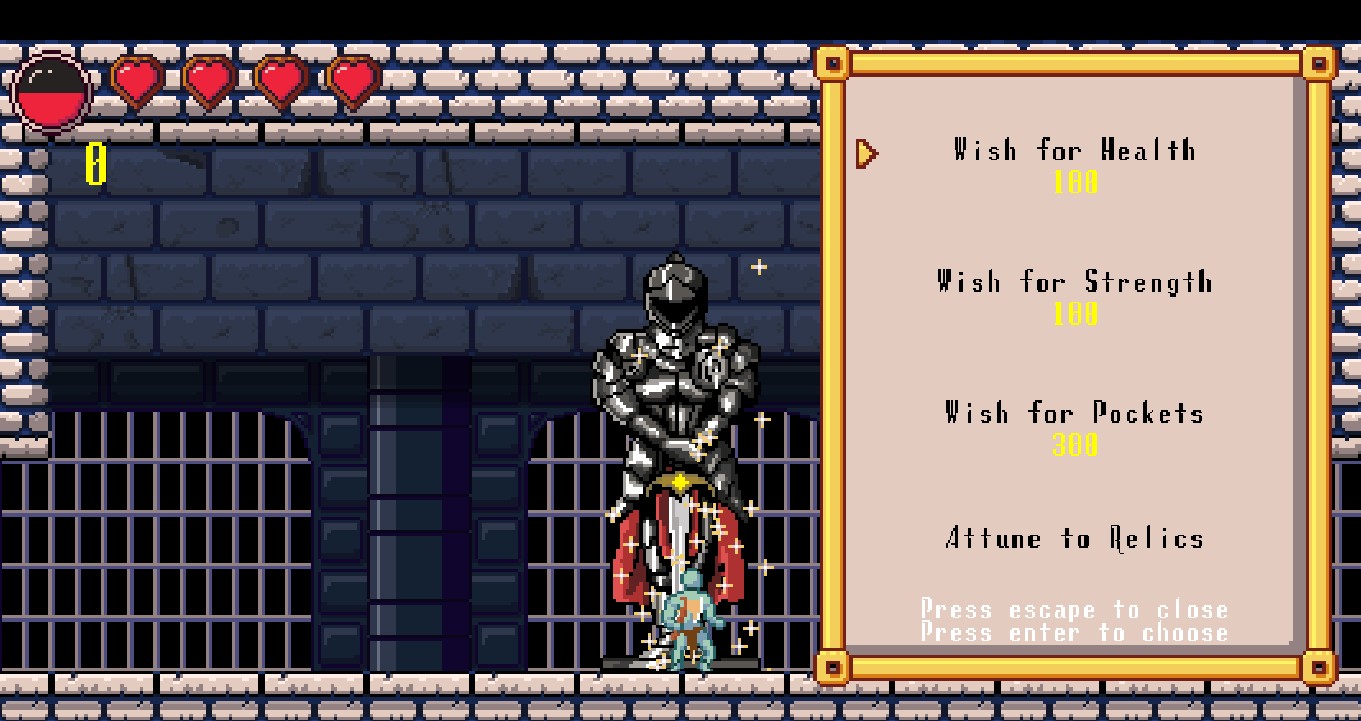 0
Wish for Health
100
Wish for Strength
100
Wish for Pockets
300
Attune to Relics
Press escape to close
Press enter to choose